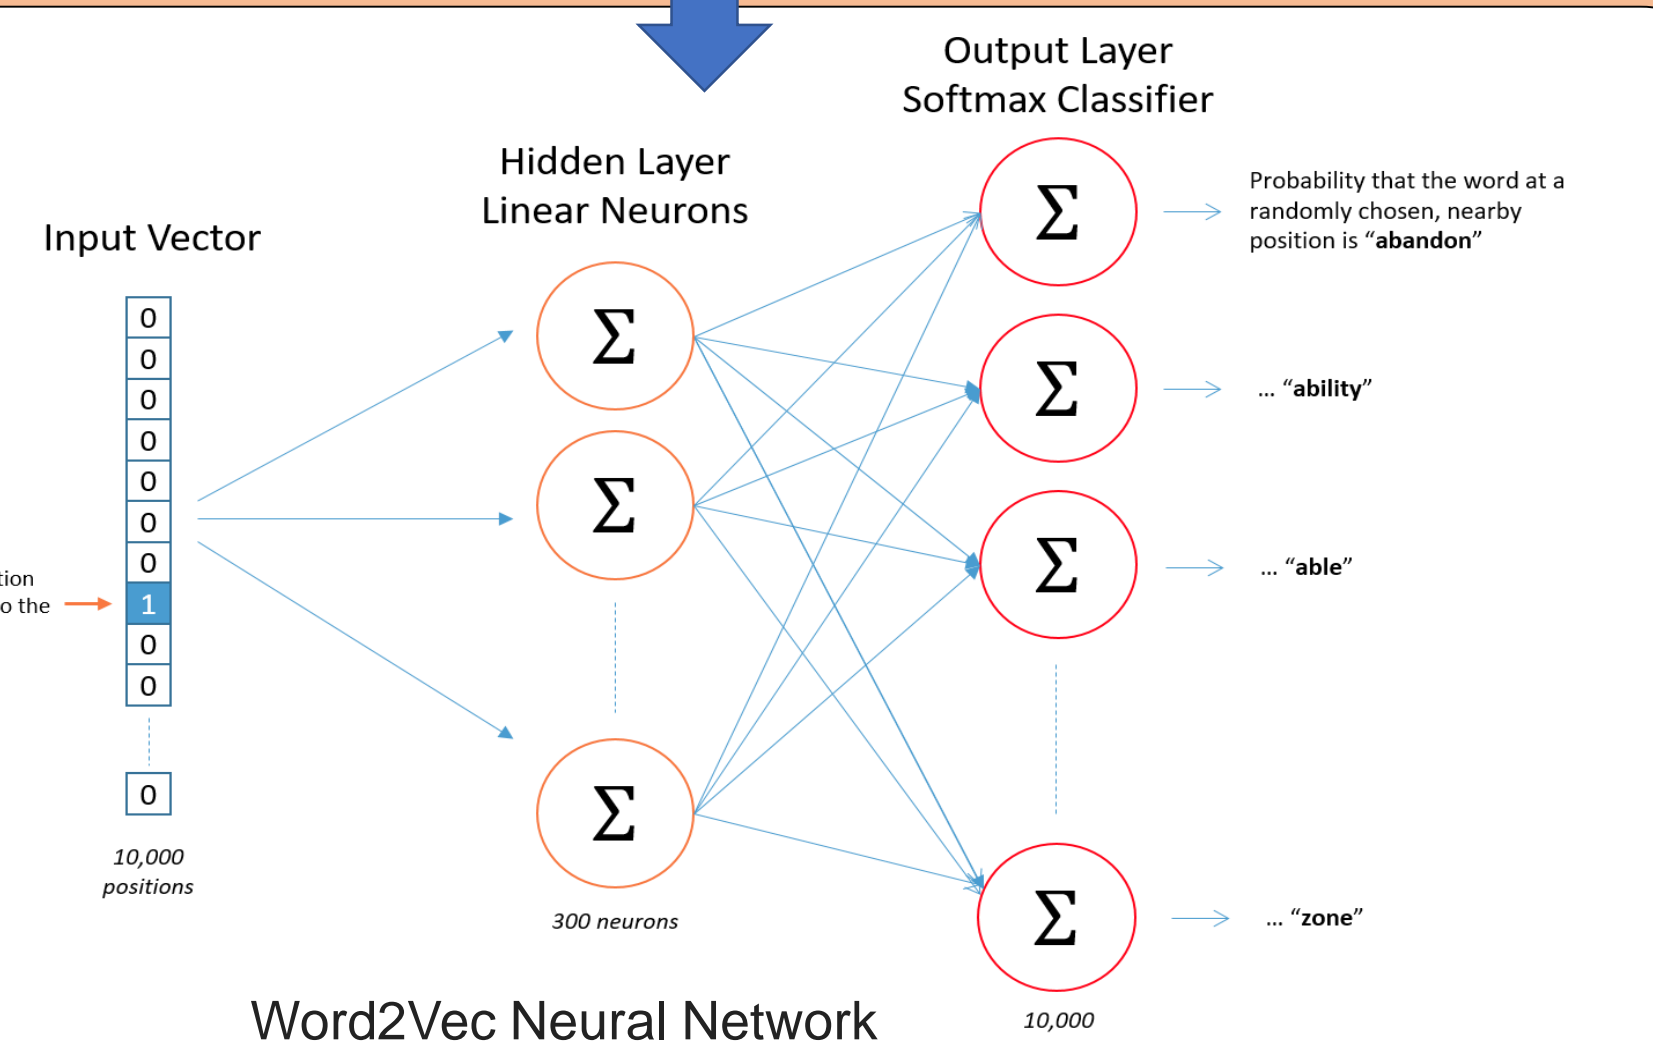 Output Layer
Softmax Classifier
Hidden Layer
Linear Neurons
Input Vector
Probability that the word at a
randomly chosen, nearby
position is “abandon”
Σ
Σ
Σ
Σ
Σ
Σ
Σ
0
0
0
0
0
0
0
1
0
0
0
... “ability”
... “able”
... “zone”
tion
o the
10,000
positions
300 neurons
10,000
Word2Vec Neural Network